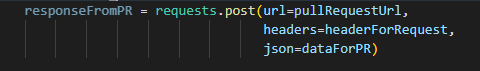 responseFromPR = requests.post(url=pullRequestUrl,
headers=headerForRequest,
json=dataForPR)